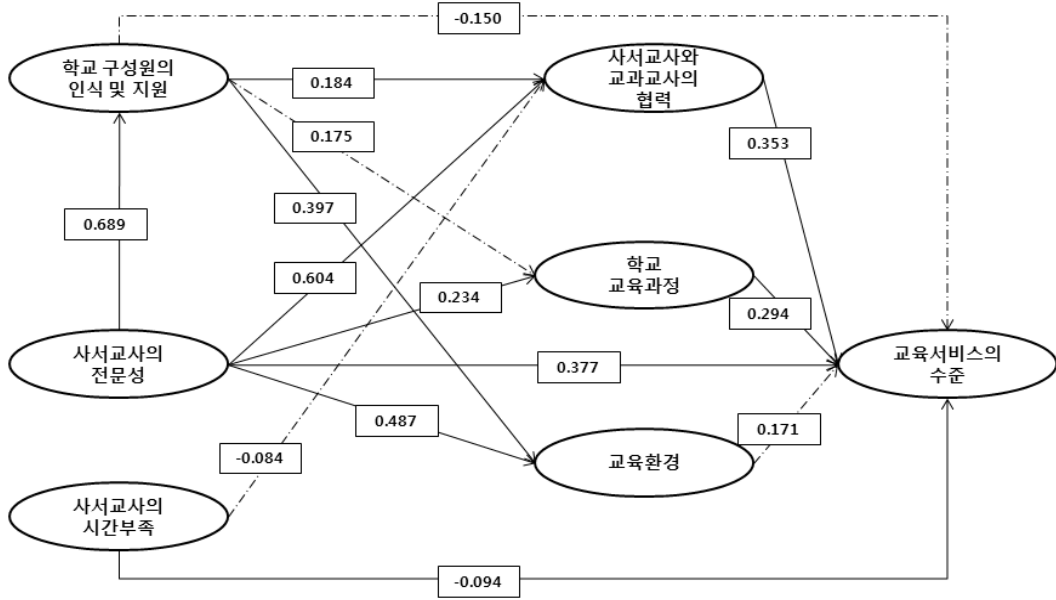 -0.150
학교 구성원의
인식 및 지원
0.184
사서교사와
교과교사의
협력
0.175
0.353
0.689
0.397
0.604
0.234
학교
교육과정
0.294
사서교사의
전문성
0.377
교육서비스의
수준
0.487
0.171
-0.084
교육환경
사서교사의
시간부족
-0.094